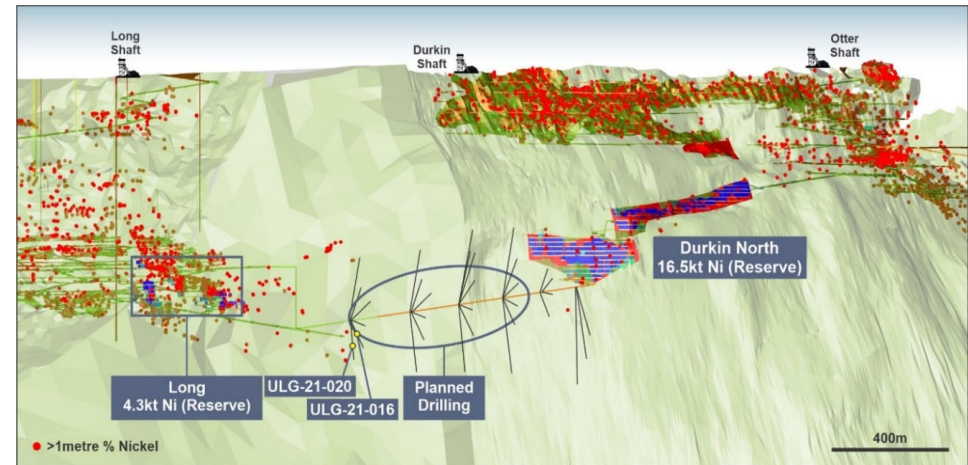 Long
Shaft
Durkin
Shaft
Otter
Shaft
Durkin North
16.5kt Ni (Reserve)
Long
4.3kt Ni (Reserve)
ULG-21-020
ULG-21-016
Planned
Drilling
>1metre % Nickel
400m